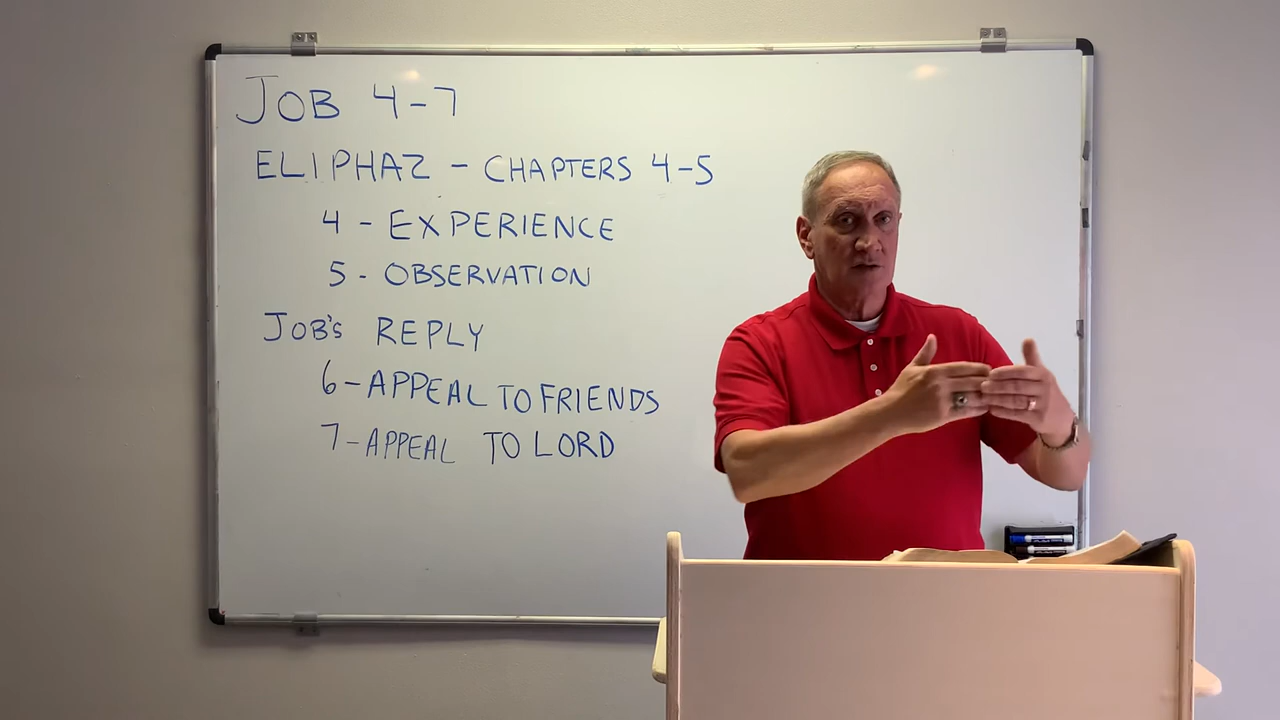 JOB 4-7
ELIPHAZ - CHAPTERS 4-5
4 - EXPERIENCE
5 - OBSERVATION
JOB'S REPLY
6 - APPEAL TO FRIENDS
7 - APPEAL TO LORD